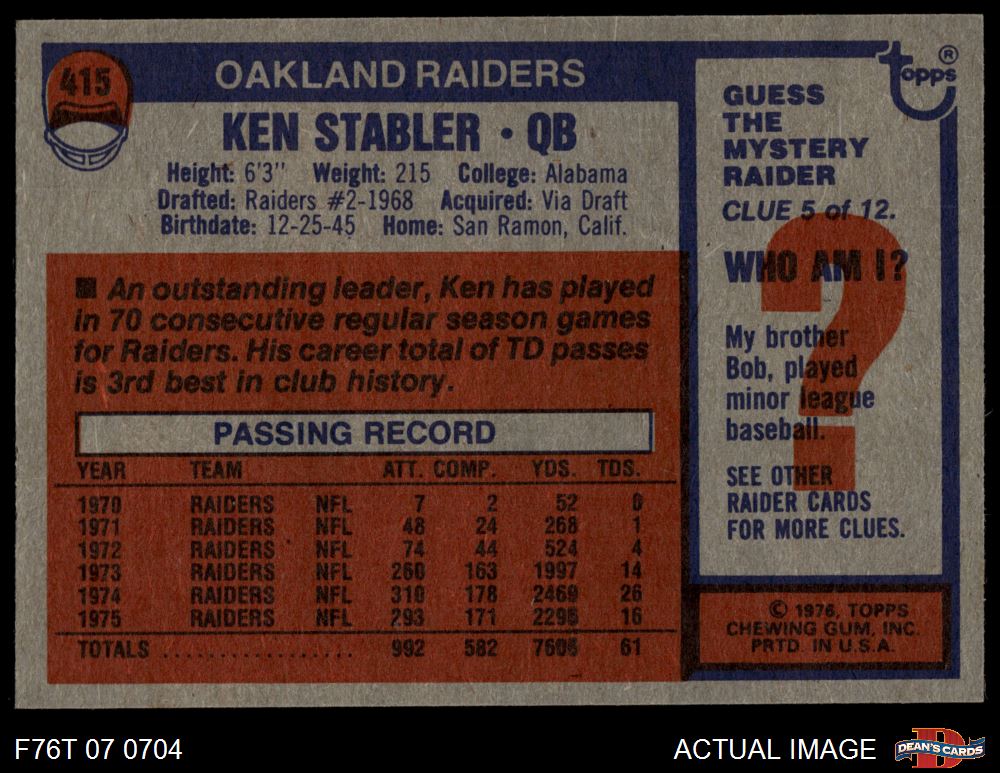 415
OAKLAND RAIDERS
KEN STABLER • QB
Height: 6'3" Weight: 215 College: Alabama
Drafted: Raiders #2-1968 Acquired: Via Draft
Birthdate: 12-25-45 Home: San Ramon, Calif.
■ An outstanding leader, Ken has played
in 70 consecutive regular season games
for Raiders. His career total of TD passes
is 3rd best in club history.
PASSING RECORD
YEAR TEAM ATT. COMP. YDS. TDS.
1970 RAIDERS NFL 7 2 52 0
1971 RAIDERS NFL 48 24 268 1
1972 RAIDERS NFL 74 44 524 4
1973 RAIDERS NFL 260 163 1997 14
1974 RAIDERS NFL 310 178 2469 26
1975 RAIDERS NFL 293 171 2296 16
TOTALS .................. 992 582 7606 61
topps®
GUESS
THE
MYSTERY
RAIDER
CLUE 5 of 12.
WHO AM I?
?
My brother
Bob, played
minor league
baseball.
SEE OTHER
RAIDER CARDS
FOR MORE CLUES.
© 1976, TOPPS
CHEWING GUM, INC.
PRTD. IN U.S.A.
F76T 07 0704
ACTUAL IMAGE
D
DEAN'S CARDS